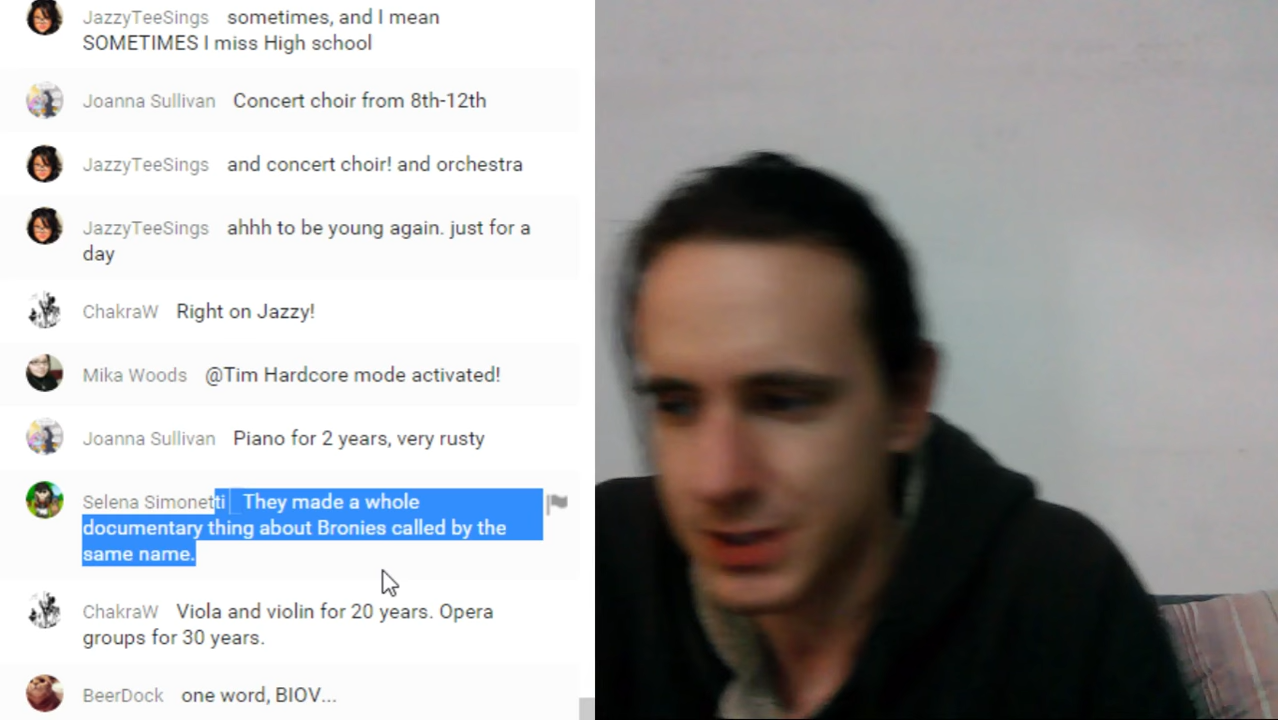 JazzyTeeSings sometimes, and I mean
SOMETIMES I miss High school
Joanna Sullivan Concert choir from 8th-12th
JazzyTeeSings and concert choir! and orchestra
JazzyTeeSings ahhh to be young again. just for a
day
ChakraW Right on Jazzy!
Mika Woods @Tim Hardcore mode activated!
Joanna Sullivan Piano for 2 years, very rusty
Selena Simonetti They made a whole
documentary thing about Bronies called by the
same name.
ChakraW Viola and violin for 20 years. Opera
groups for 30 years.
BeerDock one word, BIOV...